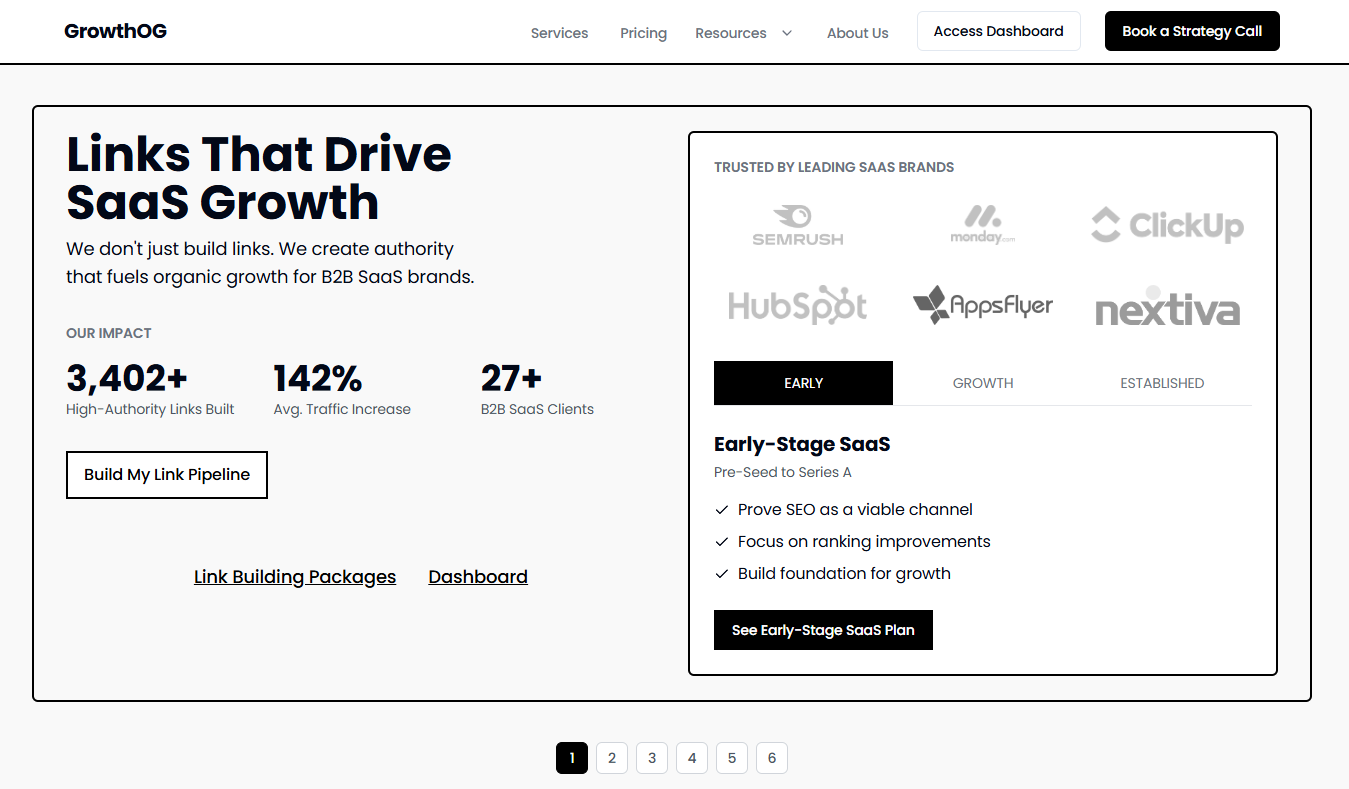 GrowthOG
Services
Pricing
Resources
About Us
Access Dashboard
Book a Strategy Call
Links That Drive
SaaS Growth
We don't just build links. We create authority
that fuels organic growth for B2B SaaS brands.
OUR IMPACT
3,402+
High-Authority Links Built
142%
Avg. Traffic Increase
27+
B2B SaaS Clients
Build My Link Pipeline
Link Building Packages
Dashboard
TRUSTED BY LEADING SAAS BRANDS
SEMRUSH
monday.com
ClickUp
HubSpot
AppsFlyer
nextiva
EARLY
GROWTH
ESTABLISHED
Early-Stage SaaS
Pre-Seed to Series A
Prove SEO as a viable channel
Focus on ranking improvements
Build foundation for growth
See Early-Stage SaaS Plan
1
2
3
4
5
6